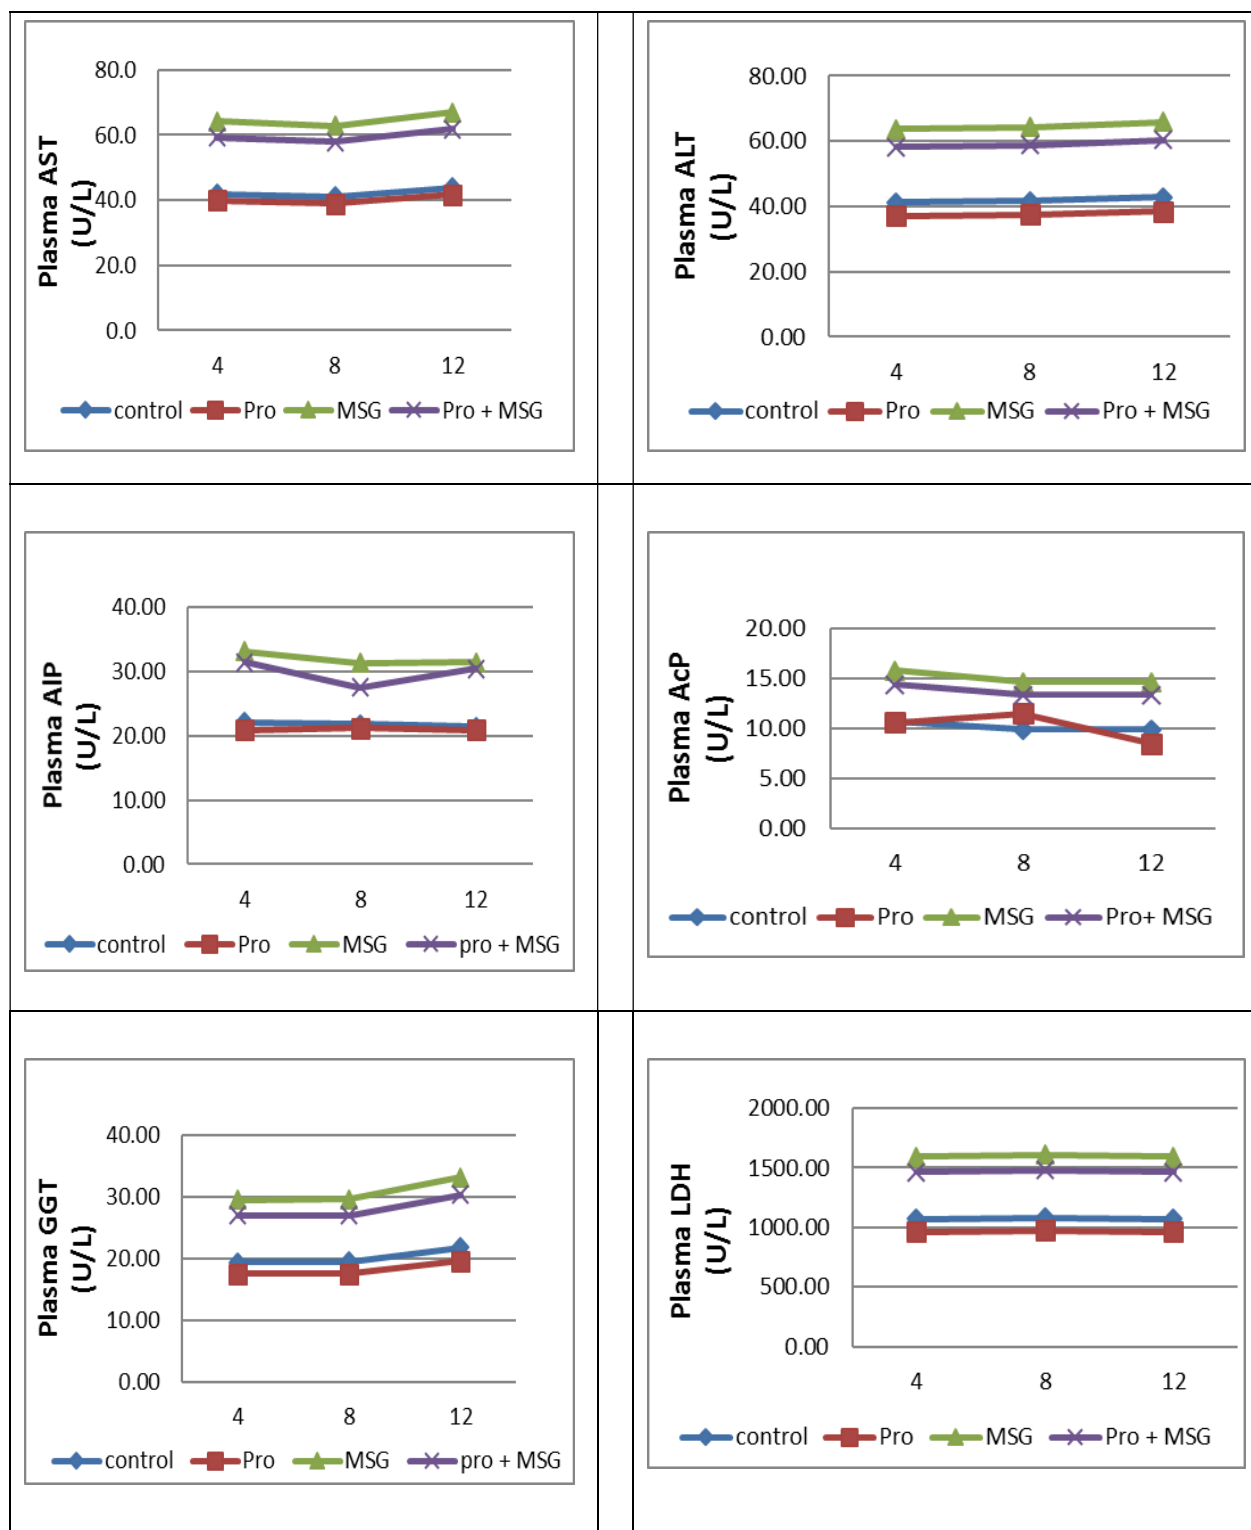 80.0
60.0
40.0
20.0
0.0
Plasma AST
(U/L)
4 8 12
control Pro MSG Pro + MSG
80.00
60.00
40.00
20.00
0.00
Plasma ALT
(U/L)
4 8 12
control Pro MSG Pro + MSG
40.00
30.00
20.00
10.00
0.00
Plasma AlP
(U/L)
4 8 12
control Pro MSG pro + MSG
20.00
15.00
10.00
5.00
0.00
Plasma AcP
(U/L)
4 8 12
control Pro MSG Pro+ MSG
40.00
30.00
20.00
10.00
0.00
Plasma GGT
(U/L)
4 8 12
control Pro MSG pro + MSG
2000.00
1500.00
1000.00
500.00
0.00
Plasma LDH
(U/L)
4 8 12
control Pro MSG Pro + MSG